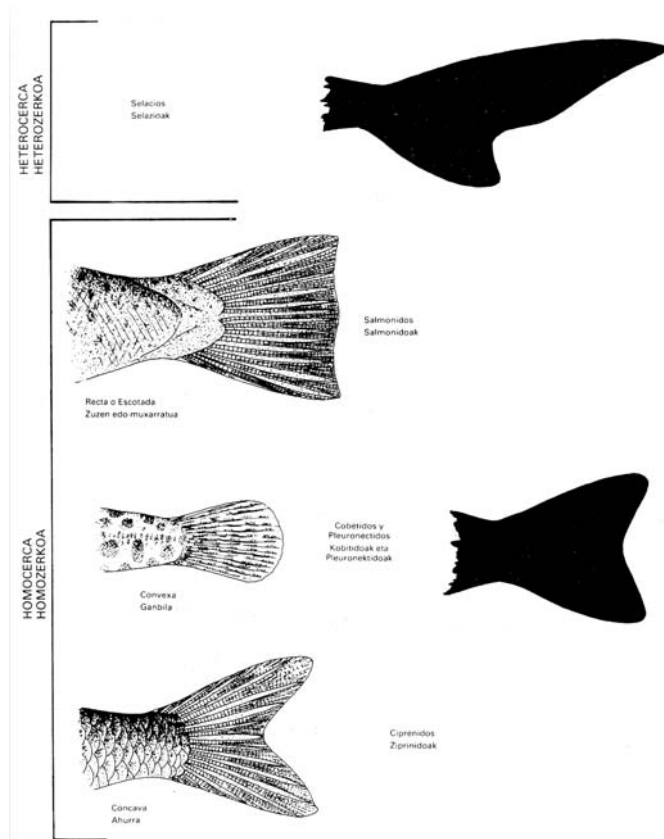 HETEROCERCA
HETEROZERKOA
Selacios
Selazioak
HOMOCERCA
HOMOZERKOA
Salmonidos
Salmonidoak
Recta o Escotada
Zuzen edo muxarratua
Cobetidos y
Pleuronectidos
Kobitidoak eta
Pleuronektidoak
Convexa
Ganbila
Ciprenidos
Ziprinidoak
Concava
Ahurra